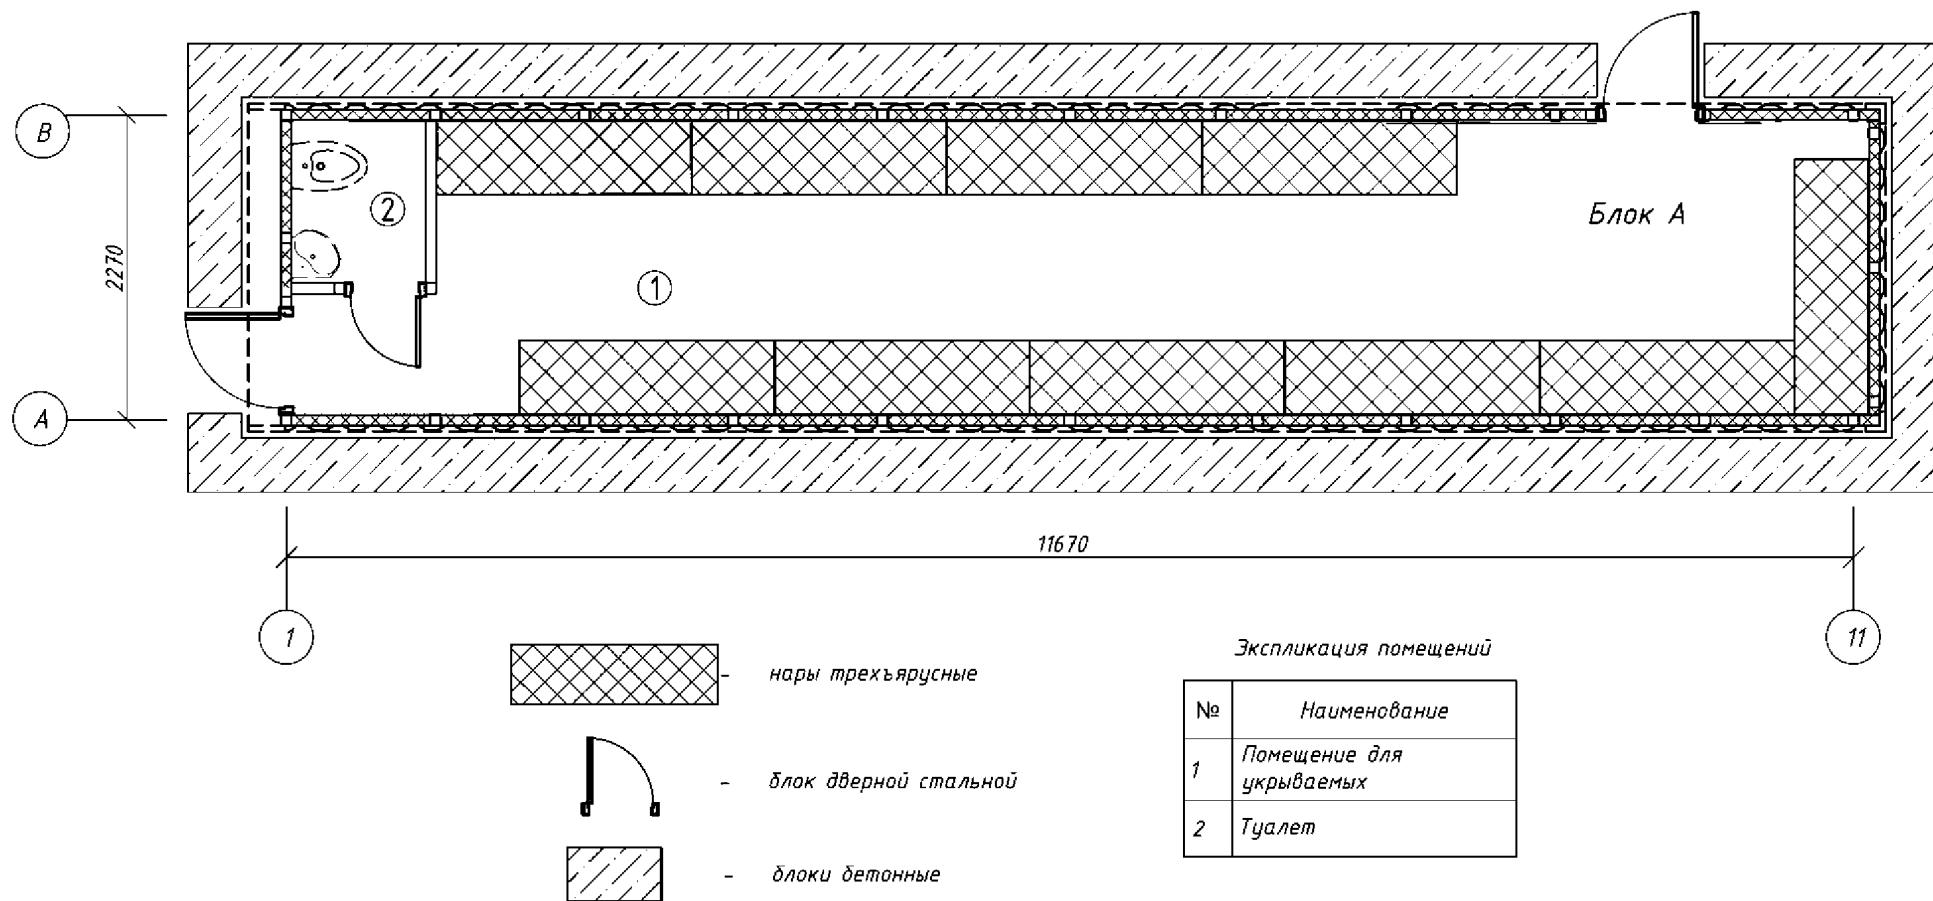 В
2
Блок А
2270
1
А
11670
1
11
нары трехъярусные
блок дверной стальной
блоки бетонные
Экспликация помещений
№ Наименование
1 Помещение для
укрываемых
2 Туалет